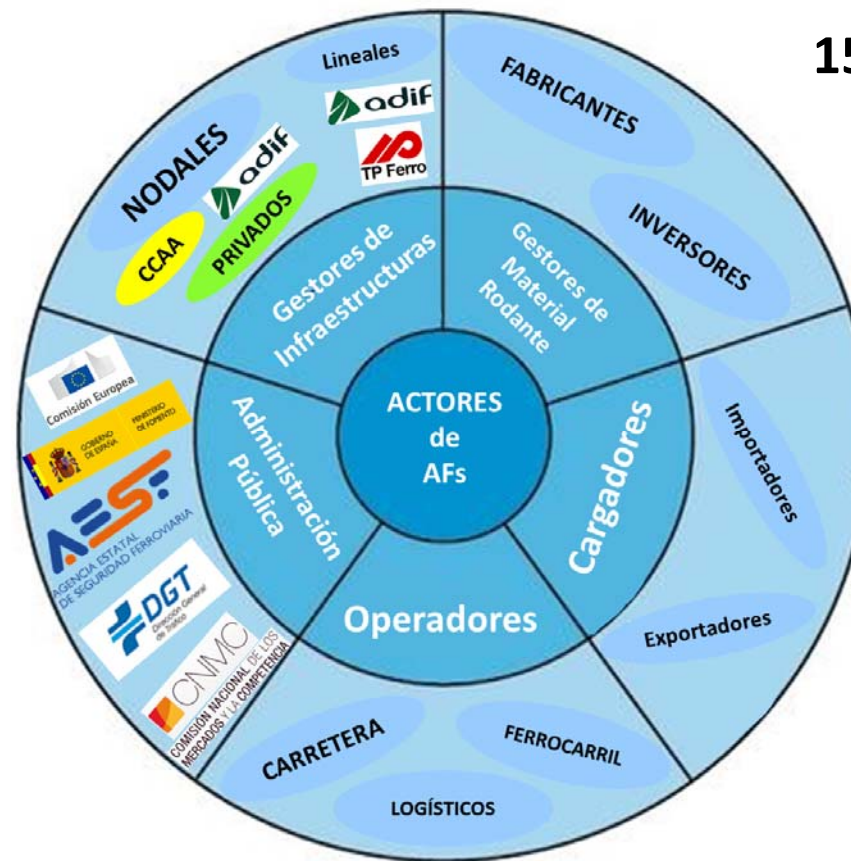 15
Lineales
adif
TP Ferro
NODALES
adif
CCAA
PRIVADOS
Gestores de
Infraestructuras
FABRICANTES
INVERSORES
Gestores de
Material
Rodante
ACTORES
de
AFs
Importadores
Exportadores
Cargadores
Operadores
CARRETERA
FERROCARRIL
LOGÍSTICOS
Administración
Pública
Comisión Europea
GOBIERNO
DE ESPAÑA
MINISTERIO
DE FOMENTO
AESF
AGENCIA ESTATAL
DE SEGURIDAD FERROVIARIA
DGT
Dirección General
de Tráfico
CNMC
COMISIÓN NACIONAL DE LOS
MERCADOS Y LA COMPETENCIA